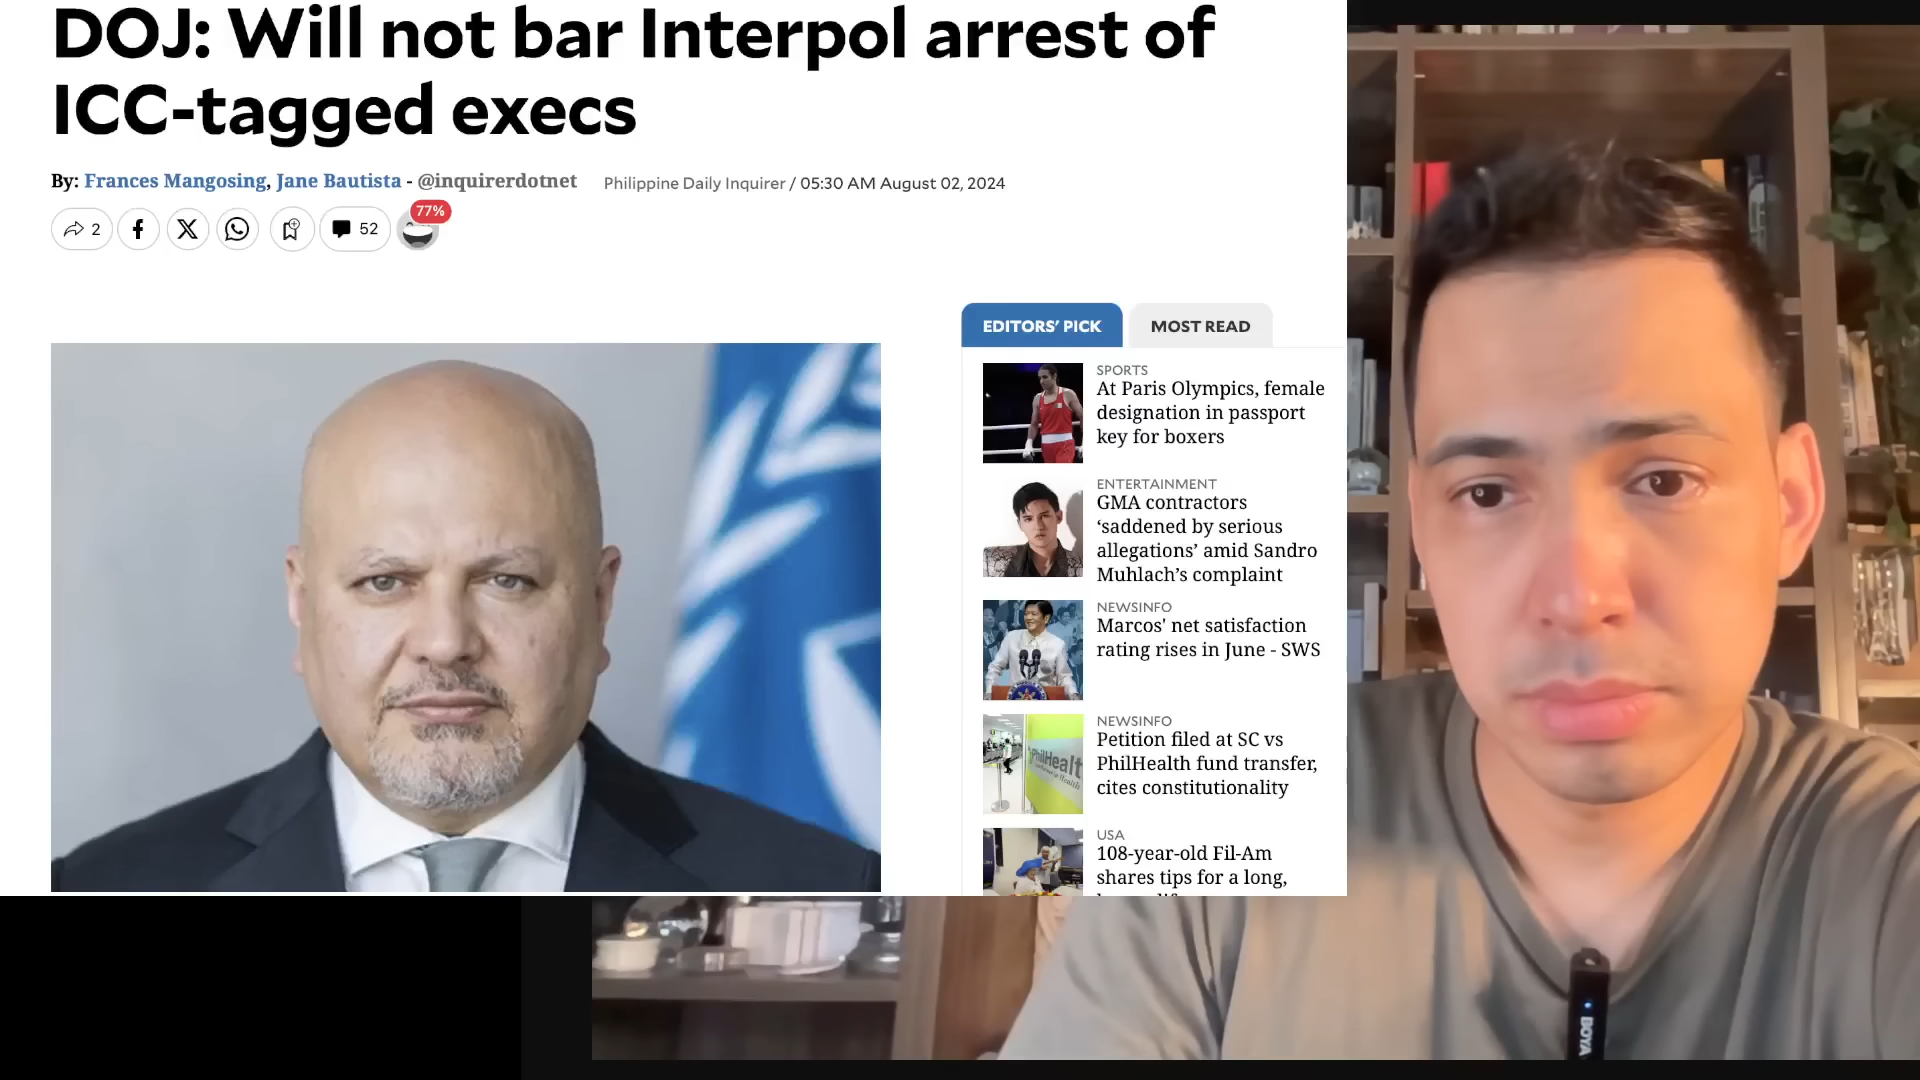 DOJ: Will not bar Interpol arrest of
ICC-tagged execs
By: Frances Mangosing, Jane Bautista - @inquirerdotnet
Philippine Daily Inquirer / 05:30 AM August 02, 2024
2
52
77%
EDITORS' PICK
MOST READ
SPORTS
At Paris Olympics, female
designation in passport
key for boxers
ENTERTAINMENT
GMA contractors
‘saddened by serious
allegations’ amid Sandro
Muhlach’s complaint
NEWSINFO
Marcos' net satisfaction
rating rises in June - SWS
NEWSINFO
Petition filed at SC vs
PhilHealth fund transfer,
cites constitutionality
PhilHealt
USA
108-year-old Fil-Am
shares tips for a long,
BOYA